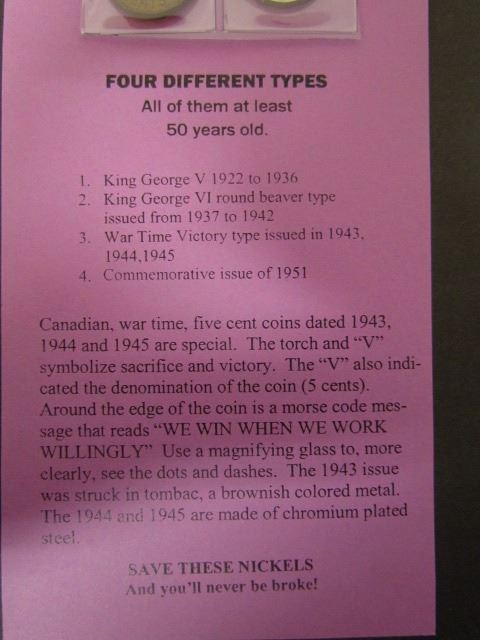 FOUR DIFFERENT TYPES
All of them at least
50 years old.
1. King George V 1922 to 1936
2. King George VI round beaver type
issued from 1937 to 1942
3. War Time Victory type issued in 1943,
1944,1945
4. Commemorative issue of 1951
Canadian, war time, five cent coins dated 1943,
1944 and 1945 are special. The torch and “V”
symbolize sacrifice and victory. The “V” also indi-
cated the denomination of the coin (5 cents).
Around the edge of the coin is a morse code mes-
sage that reads “WE WIN WHEN WE WORK
WILLINGLY” Use a magnifying glass to, more
clearly, see the dots and dashes. The 1943 issue
was struck in tombac, a brownish colored metal.
The 1944 and 1945 are made of chromium plated
steel.
SAVE THESE NICKELS
And you’ll never be broke!